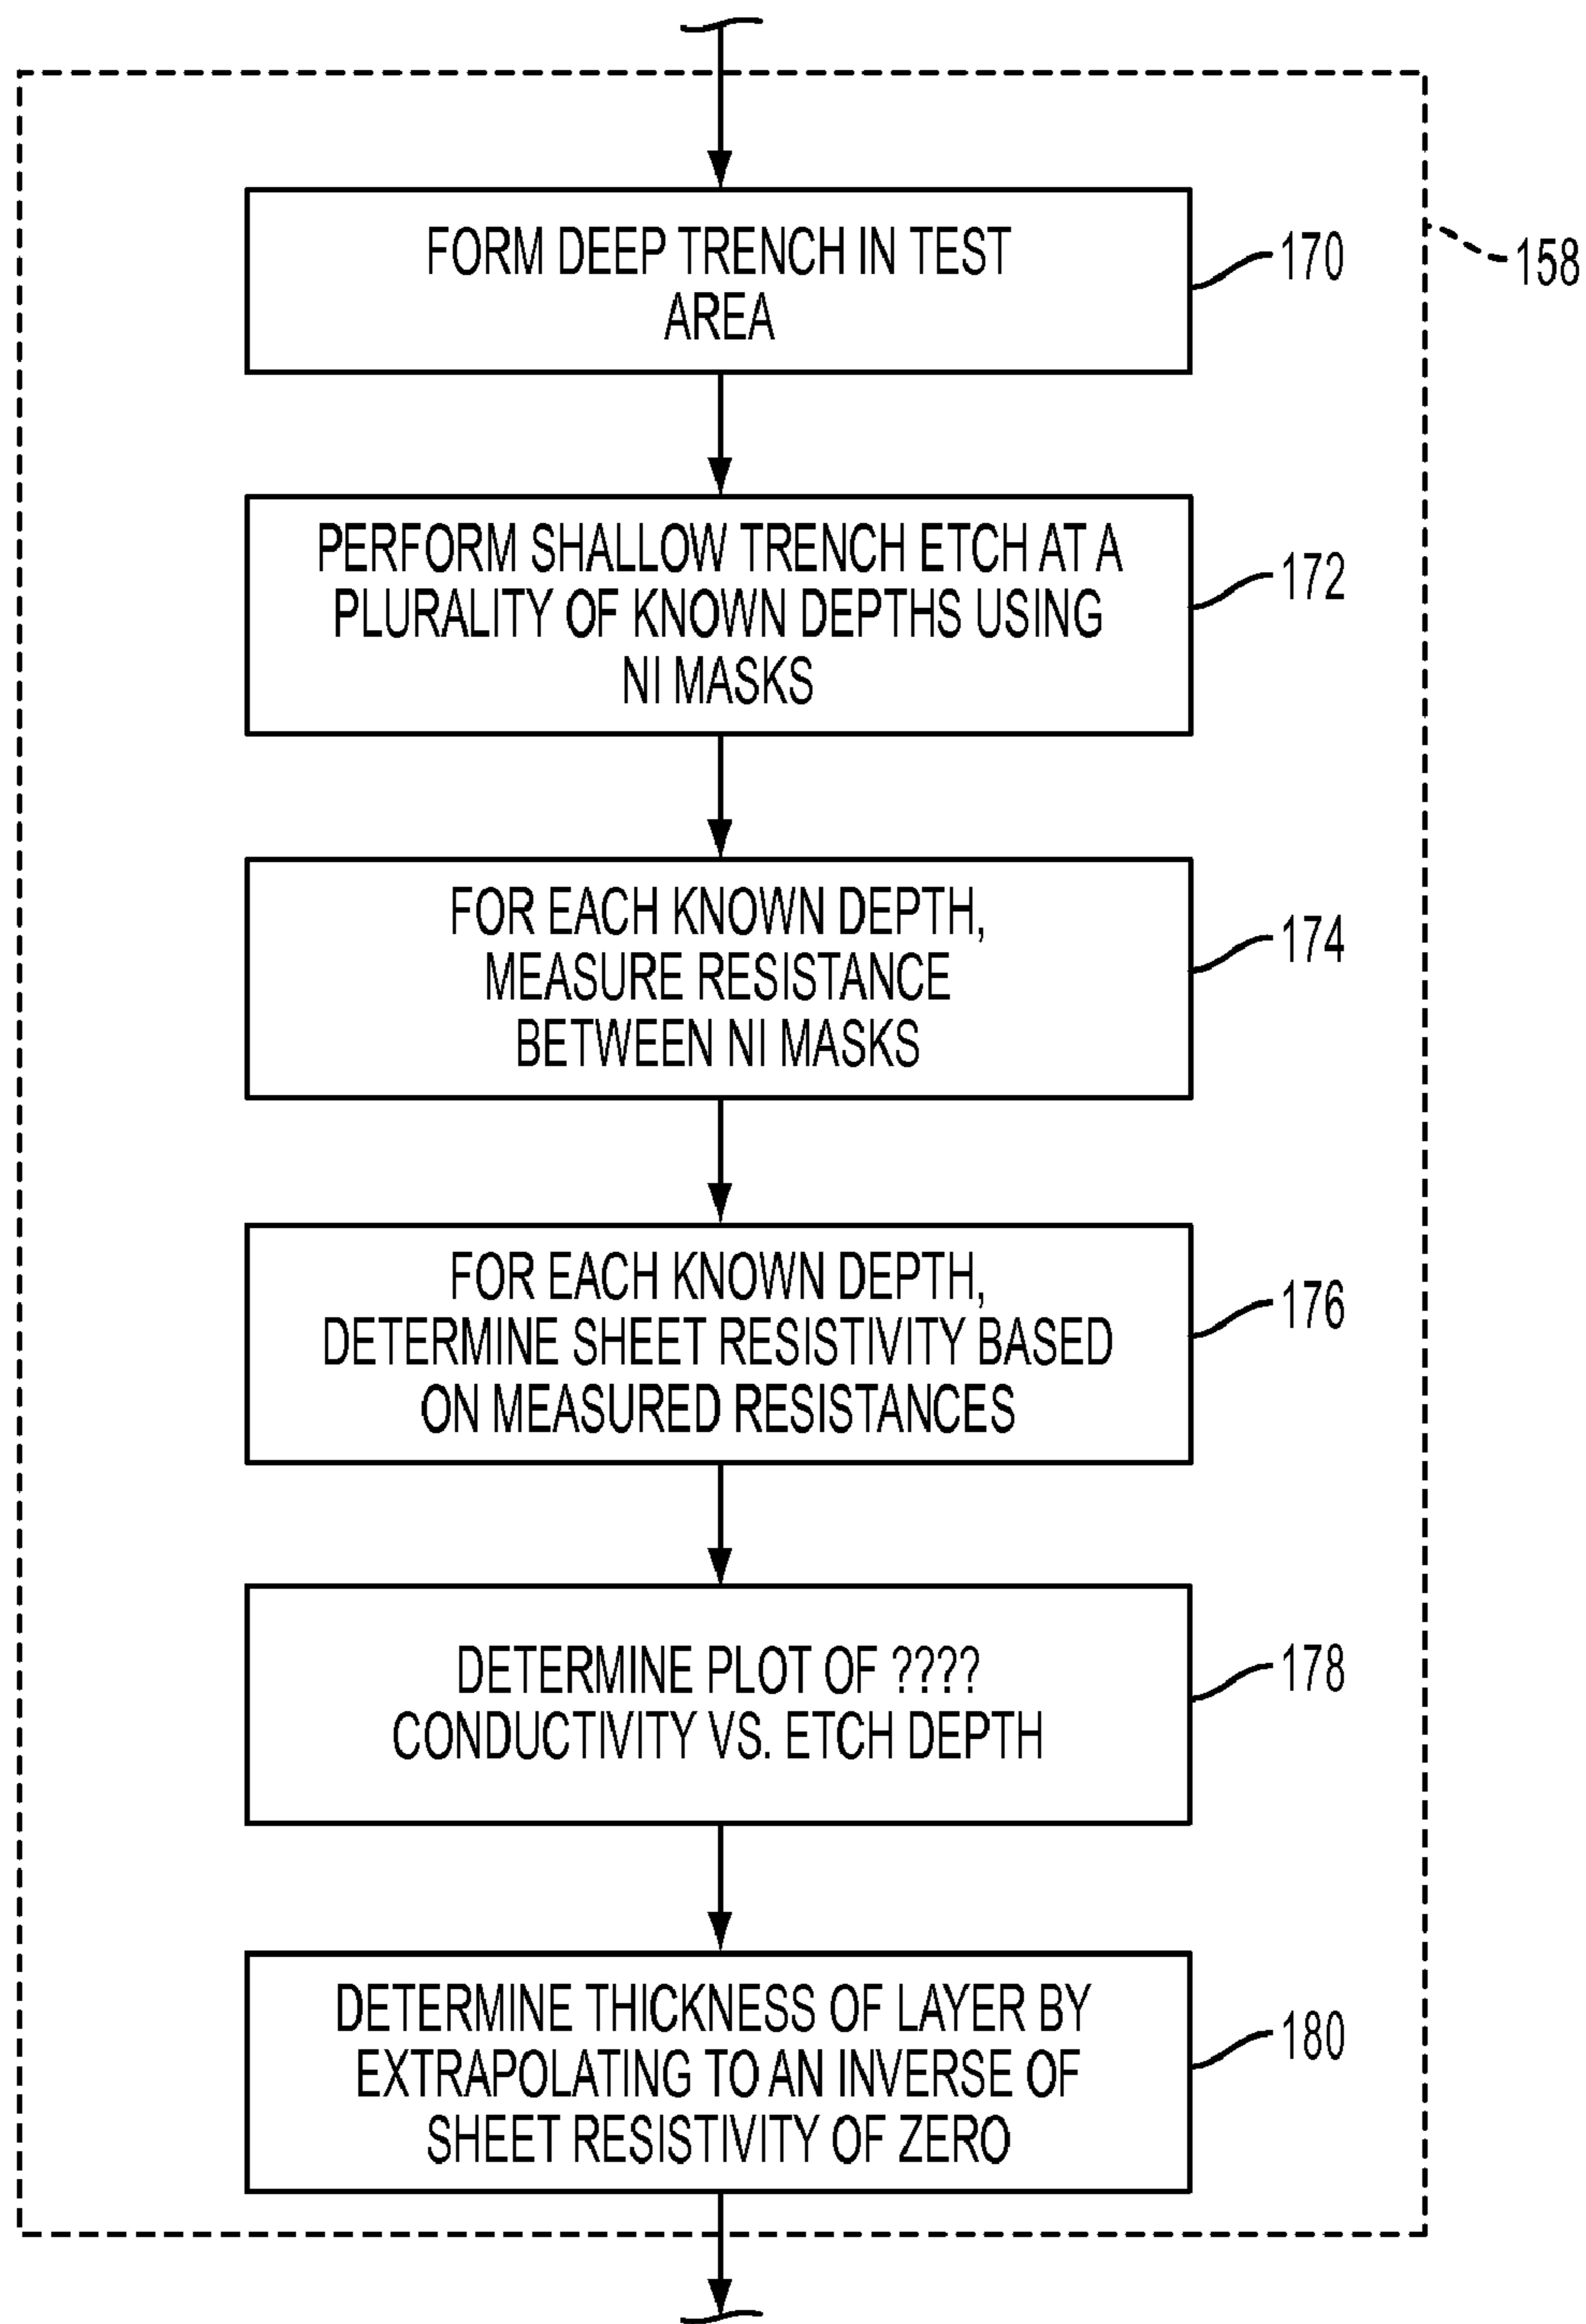 FORM DEEP TRENCH IN TEST
AREA
170
158
PERFORM SHALLOW TRENCH ETCH AT A
PLURALITY OF KNOWN DEPTHS USING
NI MASKS
172
FOR EACH KNOWN DEPTH,
MEASURE RESISTANCE
BETWEEN NI MASKS
174
FOR EACH KNOWN DEPTH,
DETERMINE SHEET RESISTIVITY BASED
ON MEASURED RESISTANCES
176
DETERMINE PLOT OF ????
CONDUCTIVITY VS. ETCH DEPTH
178
DETERMINE THICKNESS OF LAYER BY
EXTRAPOLATING TO AN INVERSE OF
SHEET RESISTIVITY OF ZERO
180